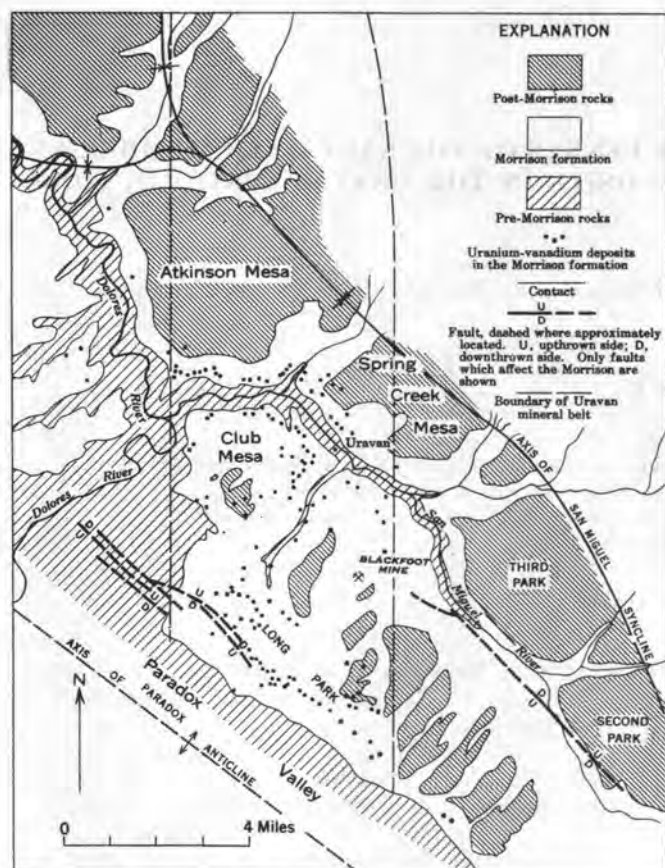 EXPLANATION
Post-Morrison rocks
Morrison formation
Pre-Morrison rocks
Uranium-vanadium deposits
in the Morrison formation
Contact
U
D
Fault, dashed where approximately
located. U, upthrown side; D,
downthrown side. Only faults
which affect the Morrison are
shown
Boundary of Uravan
mineral belt
Atkinson Mesa
Dolores
River
Spring
Creek
Mesa
Club
Mesa
Uravan
AXIS OF
SAN MIGUEL
SYNCLINE
Dolores
River
San
Miguel
River
BLACKFOOT
MINE
THIRD
PARK
D
U
U
D
U
D
D
U
LONG
PARK
D
U
U
D
SECOND
PARK
AXIS OF PARADOX
ANTICLINE
Paradox
Valley
N
0 4 Miles